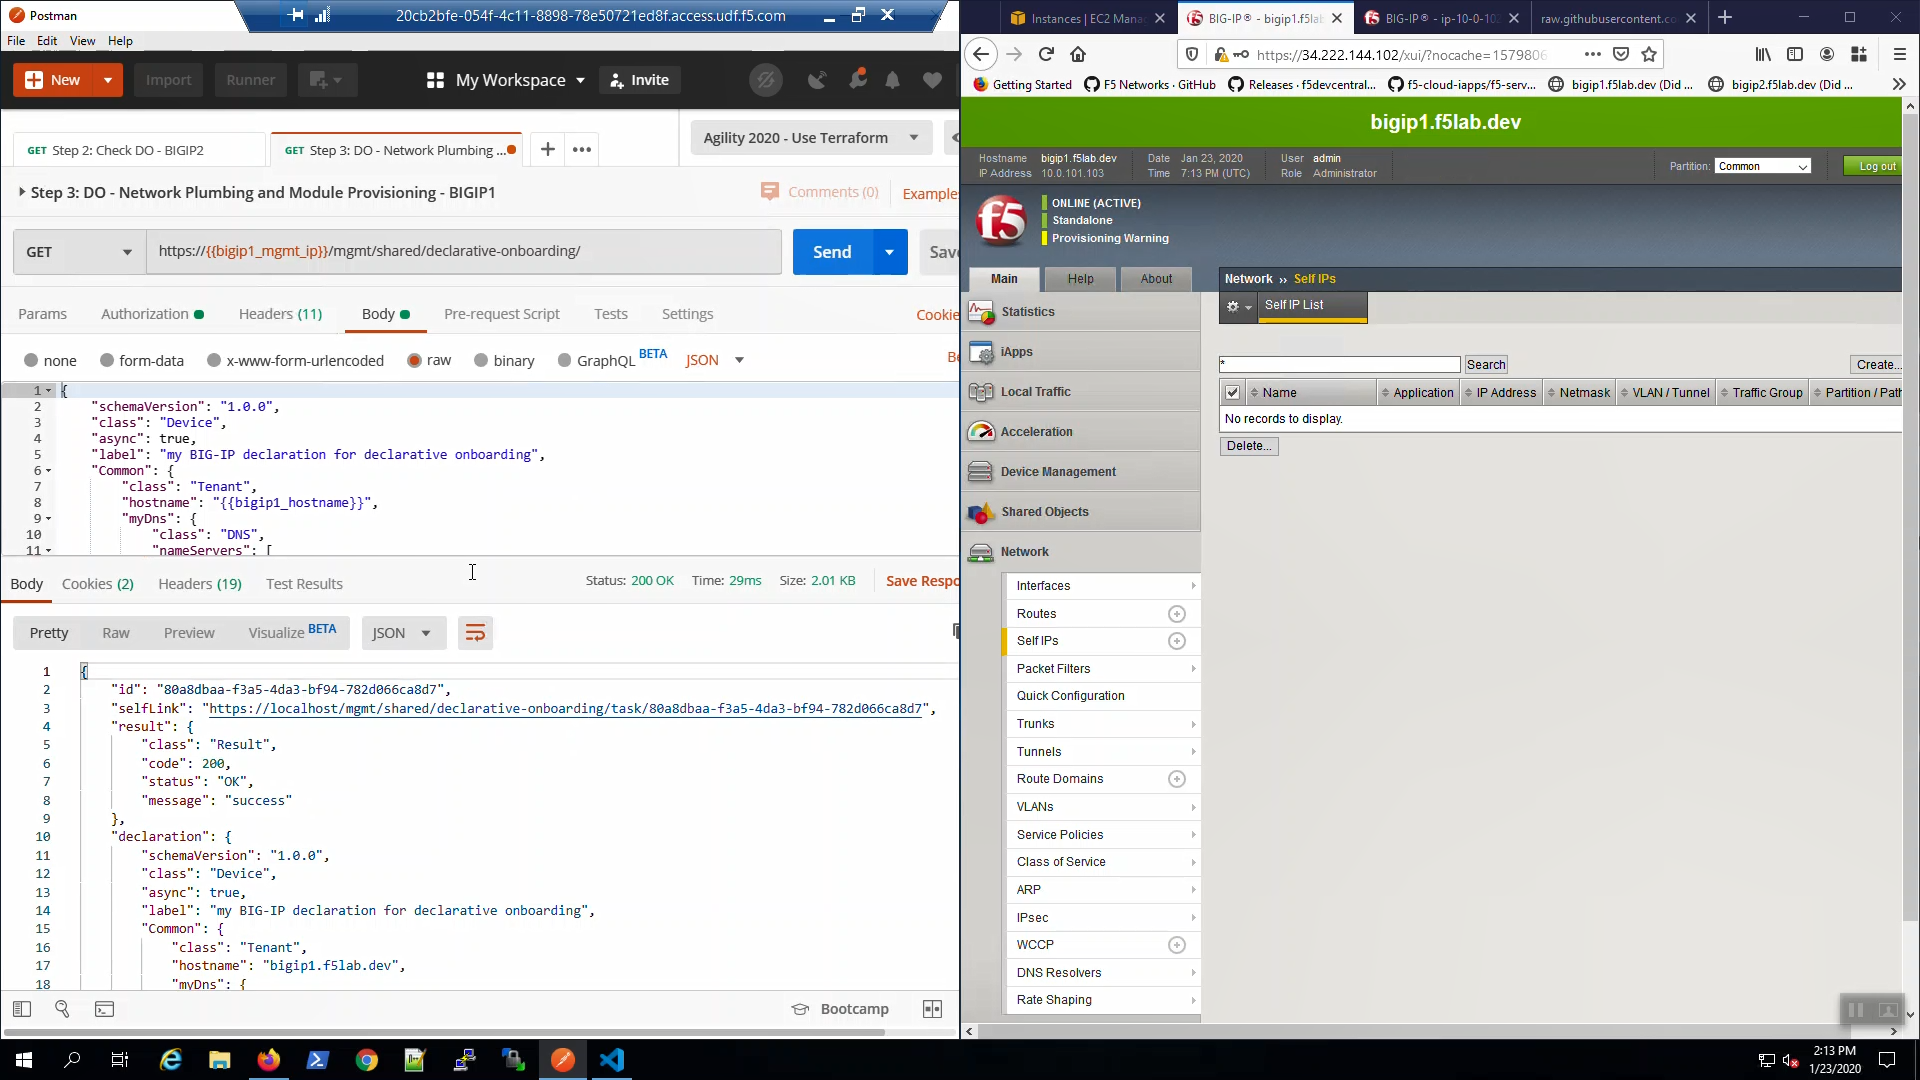 Postman
20cb2bfe-054f-4c11-8898-78e50721ed8f.access.udf.f5.com
File Edit View Help
New
Import
Runner
My Workspace
Invite
GET Step 2: Check DO - BIGIP2
GET Step 3: DO - Network Plumbing ...
Agility 2020 - Use Terraform
Step 3: DO - Network Plumbing and Module Provisioning - BIGIP1
Comments (0)
Examples
GET
https://{{bigip1_mgmt_ip}}/mgmt/shared/declarative-onboarding/
Send
Save
Params
Authorization
Headers (11)
Body
Pre-request Script
Tests
Settings
Cookie
none
form-data
x-www-form-urlencoded
raw
binary
GraphQL BETA
JSON
Be
1 {
2 "schemaVersion": "1.0.0",
3 "class": "Device",
4 "async": true,
5 "label": "my BIG-IP declaration for declarative onboarding",
6 "Common": {
7 "class": "Tenant",
8 "hostname": "{{bigip1_hostname}}",
9 "myDns": {
10 "class": "DNS",
11 "nameServers": [
Body
Cookies (2)
Headers (19)
Test Results
Status: 200 OK
Time: 29ms
Size: 2.01 KB
Save Respo
Pretty
Raw
Preview
Visualize BETA
JSON
1 {
2 "id": "80a8dbaa-f3a5-4da3-bf94-782d066ca8d7",
3 "selfLink": "https://localhost/mgmt/shared/declarative-onboarding/task/80a8dbaa-f3a5-4da3-bf94-782d066ca8d7",
4 "result": {
5 "class": "Result",
6 "code": 200,
7 "status": "OK",
8 "message": "success"
9 },
10 "declaration": {
11 "schemaVersion": "1.0.0",
12 "class": "Device",
13 "async": true,
14 "label": "my BIG-IP declaration for declarative onboarding",
15 "Common": {
16 "class": "Tenant",
17 "hostname": "bigip1.f5lab.dev",
18 "myDns": {
Bootcamp
Instances | EC2 Mana
BIG-IP® - bigip1.f5lab
BIG-IP® - ip-10-0-10
raw.githubusercontent.co
https://34.222.144.102/xui/?nocache=1579806
Getting Started
F5 Networks · GitHub
Releases · f5devcentral...
f5-cloud-iapps/f5-serv...
bigip1.f5lab.dev (Did ...
bigip2.f5lab.dev (Did ...
bigip1.f5lab.dev
Hostname bigip1.f5lab.dev
IP Address 10.0.101.103
Date Jan 23, 2020
Time 7:13 PM (UTC)
User admin
Role Administrator
Partition: Common
Log out
f5
ONLINE (ACTIVE)
Standalone
Provisioning Warning
Main
Help
About
Network ›› Self IPs
Self IP List
*
Search
Create...
Name
Application
IP Address
Netmask
VLAN / Tunnel
Traffic Group
Partition / Path
No records to display.
Delete...
Statistics
iApps
Local Traffic
Acceleration
Device Management
Shared Objects
Network
Interfaces
Routes
Self IPs
Packet Filters
Quick Configuration
Trunks
Tunnels
Route Domains
VLANs
Service Policies
Class of Service
ARP
IPsec
WCCP
DNS Resolvers
Rate Shaping
2:13 PM
1/23/2020